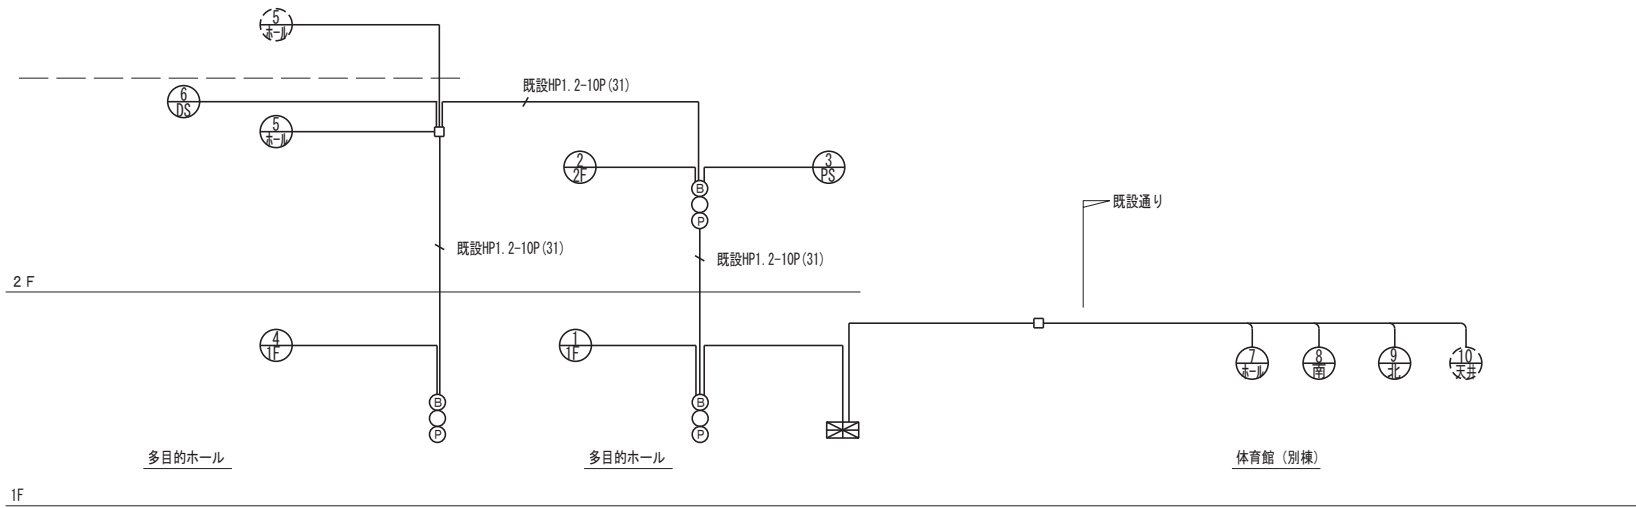 5
ホール
既設HP1.2-10P(31)
6
DS
5
ホール
2
2F
3
PS
B
P
既設通り
既設HP1.2-10P(31)
既設HP1.2-10P(31)
2F
4
1F
1
1F
7
ホール
8
南
9
北
10
天井
B
P
B
P
多目的ホール
多目的ホール
体育館（別棟）
1F